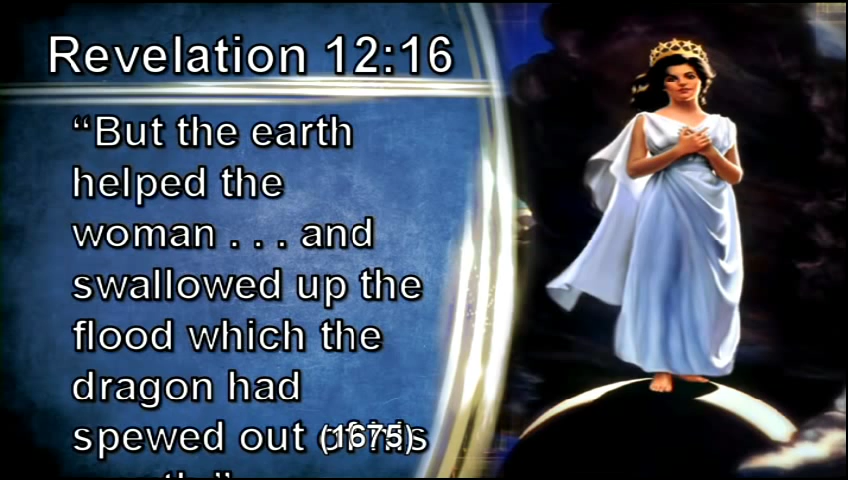 Revelation 12:16
“But the earth
helped the
woman . . . and
swallowed up the
flood which the
dragon had
spewed out
(1675)